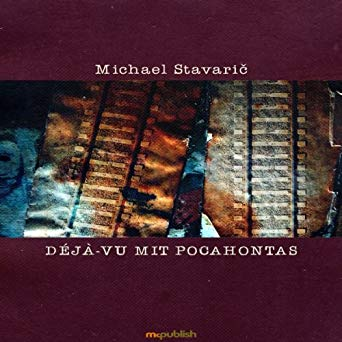 Michael Stavarič
DÉJÀ-VU MIT POCAHONTAS
mcpublish